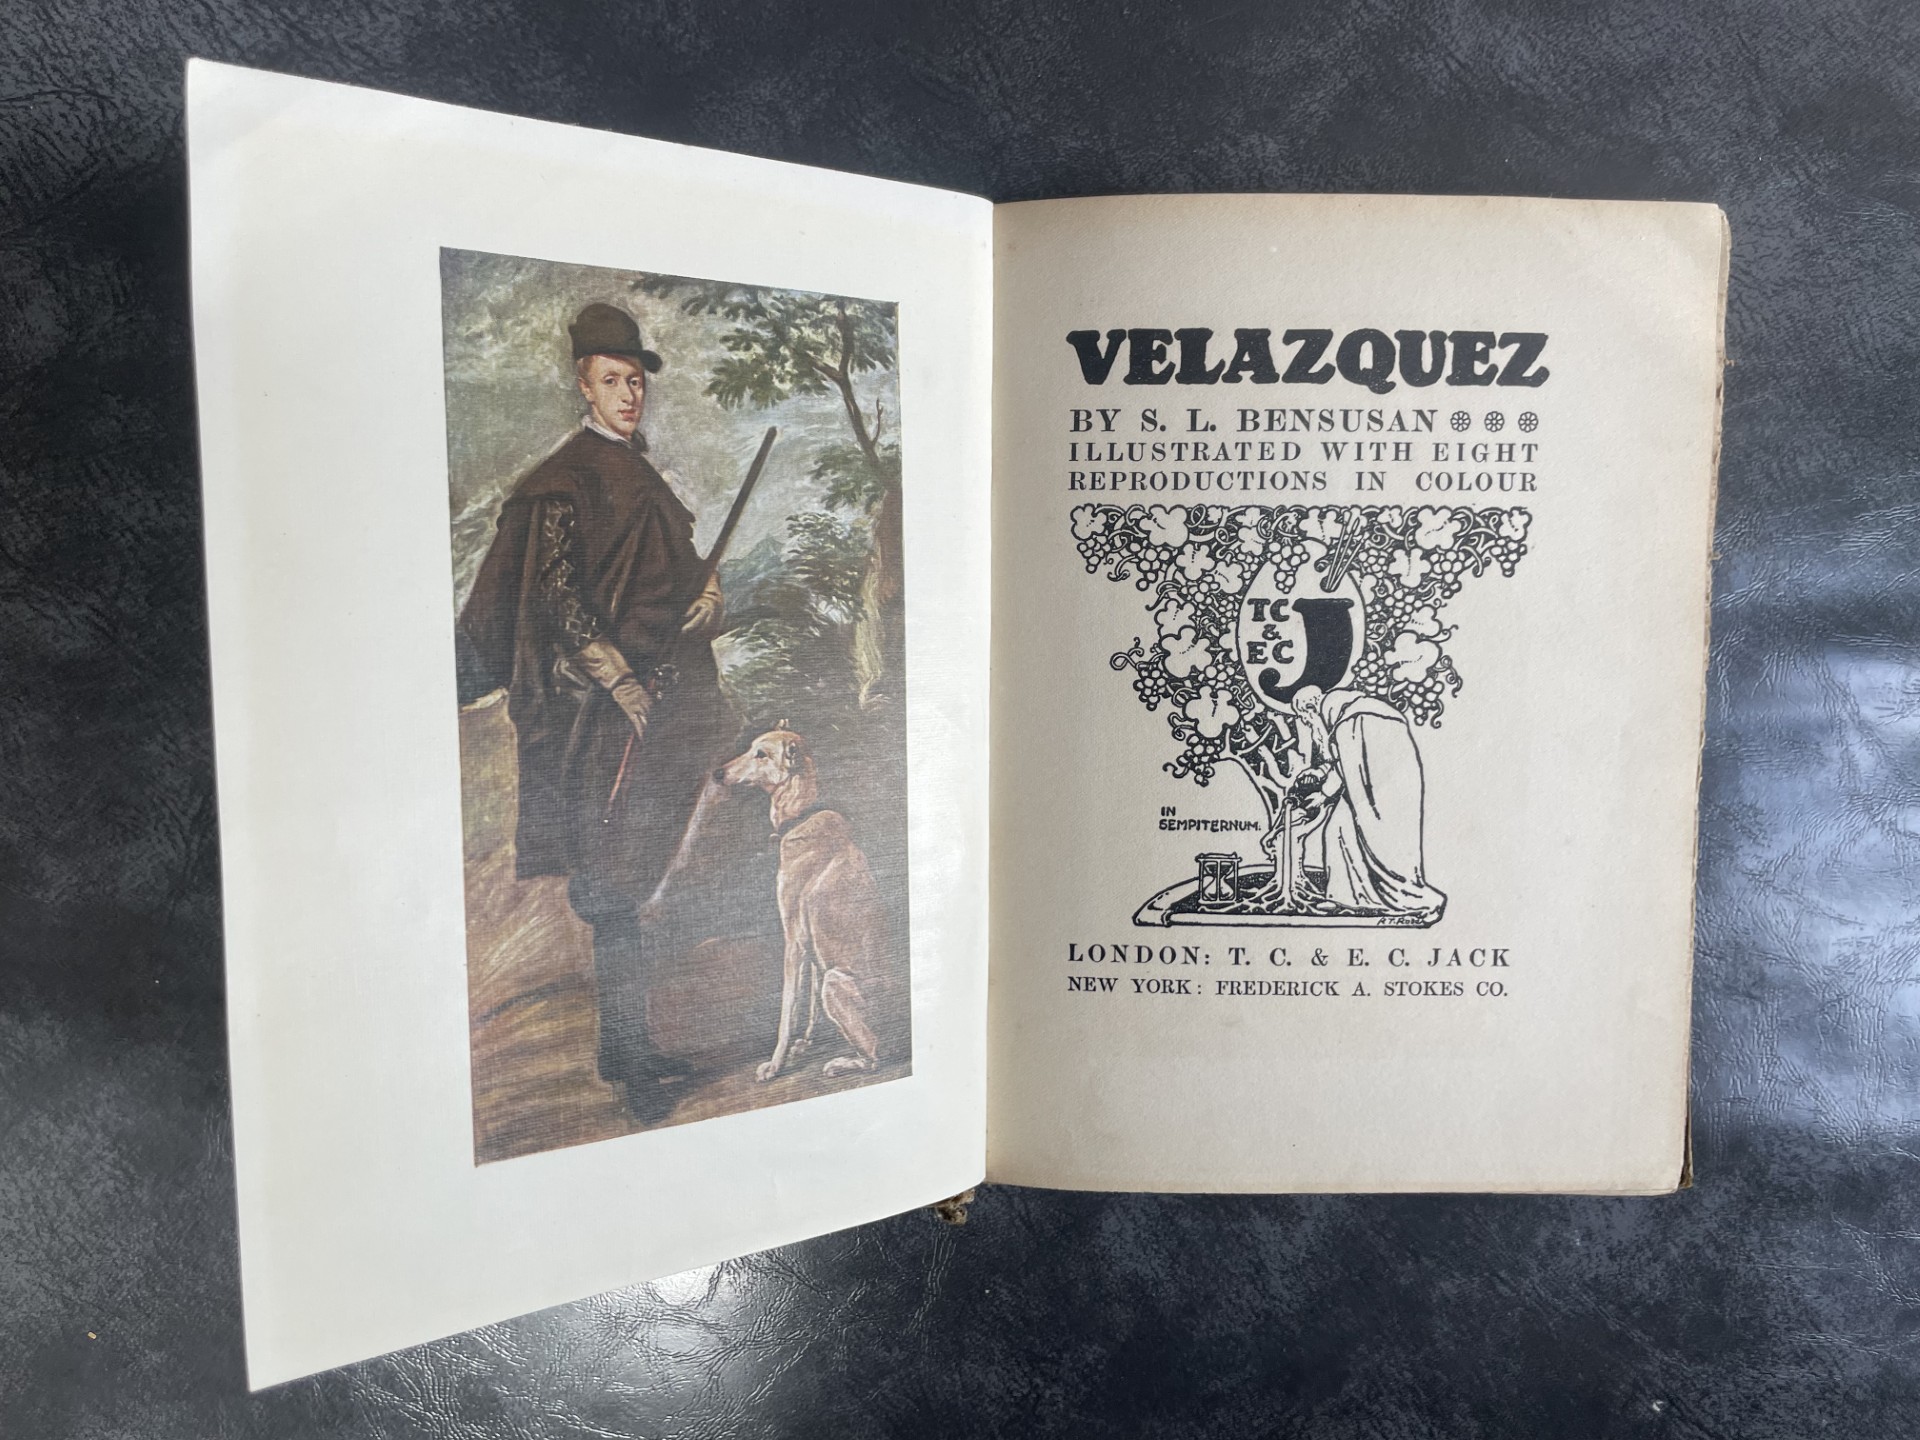 VELAZQUEZ
BY S. L. BENSUSAN
ILLUSTRATED WITH EIGHT
REPRODUCTIONS IN COLOUR
TC
&
EC
J
IN
SEMPITERNUM.
LONDON: T. C. & E. C. JACK
NEW YORK: FREDERICK A. STOKES CO.